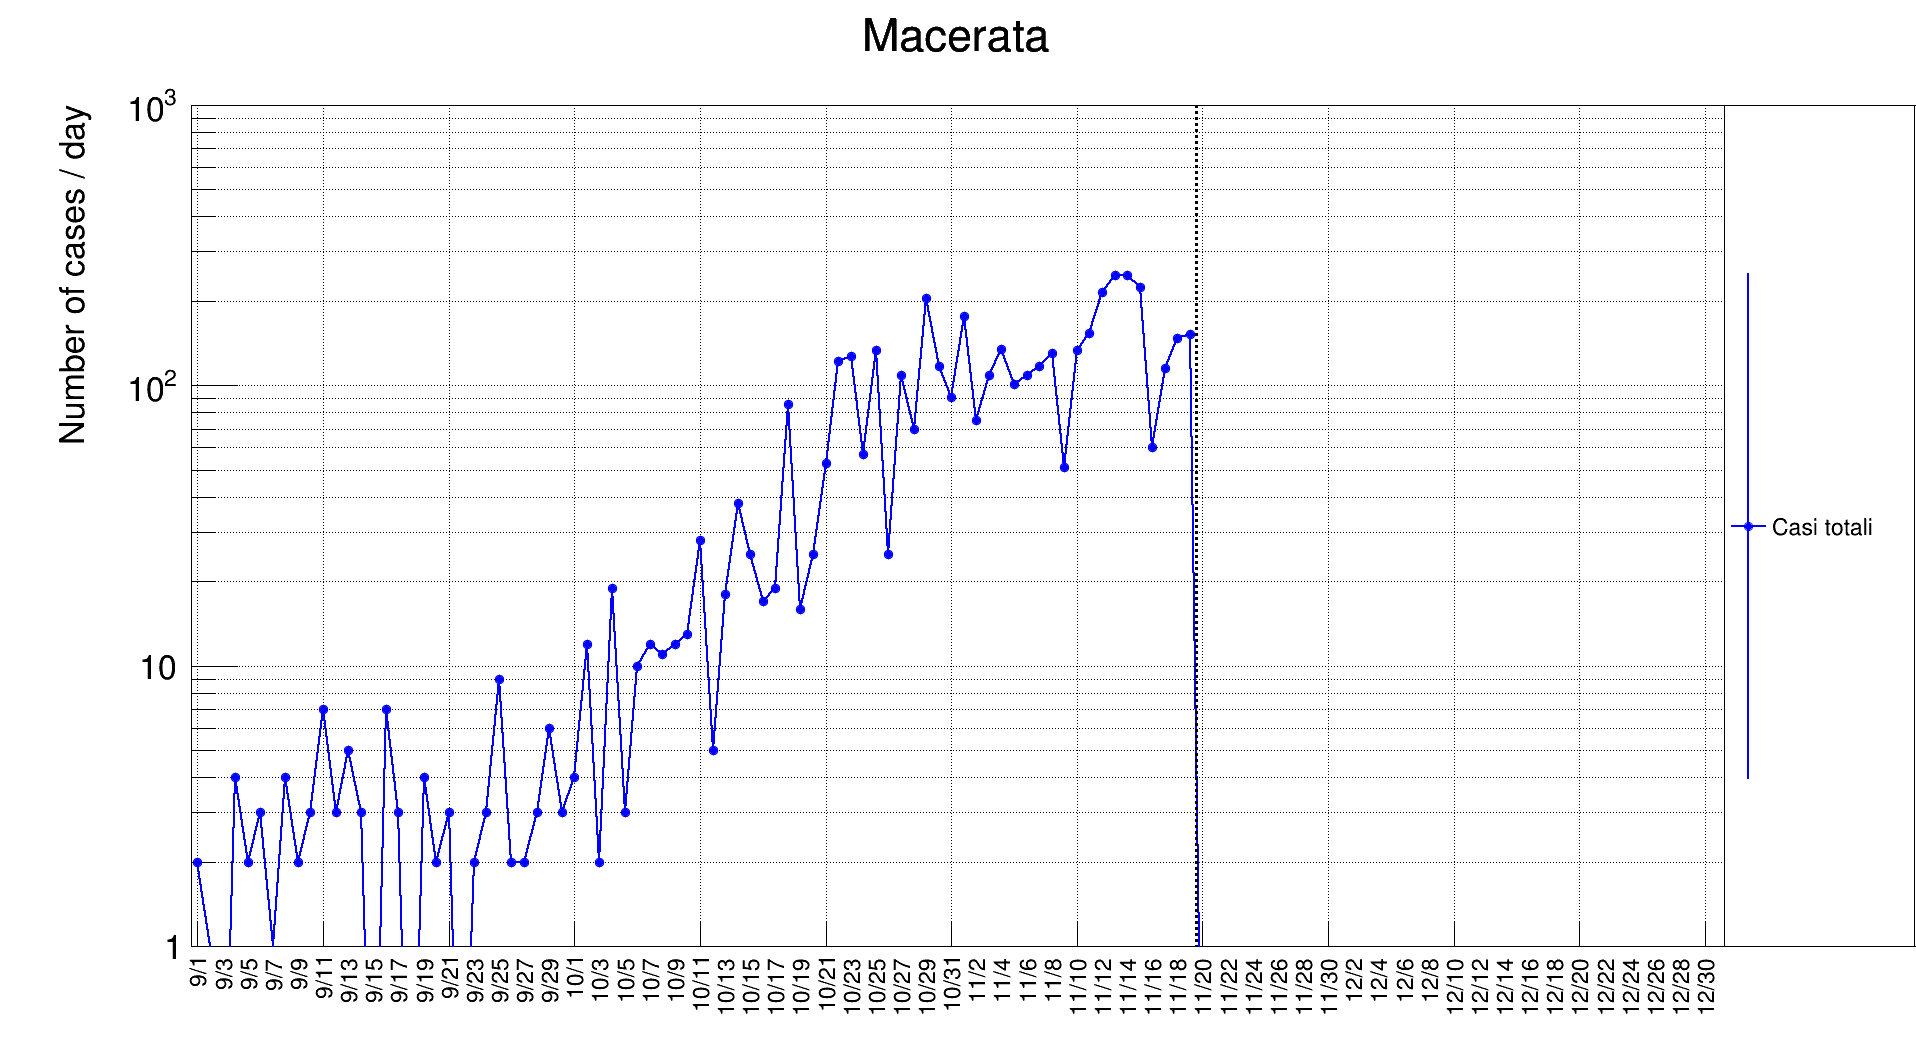 Macerata
Number of cases / day
10³
10²
10
1
Casi totali
9/1 9/3 9/5 9/7 9/9 9/11 9/13 9/15 9/17 9/19 9/21 9/23 9/25 9/27 9/29 10/1 10/3 10/5 10/7 10/9 10/11 10/13 10/15 10/17 10/19 10/21 10/23 10/25 10/27 10/29 10/31 11/2 11/4 11/6 11/8 11/10 11/12 11/14 11/16 11/18 11/20 11/22 11/24 11/26 11/28 11/30 12/2 12/4 12/6 12/8 12/10 12/12 12/14 12/16 12/18 12/20 12/22 12/24 12/26 12/28 12/30